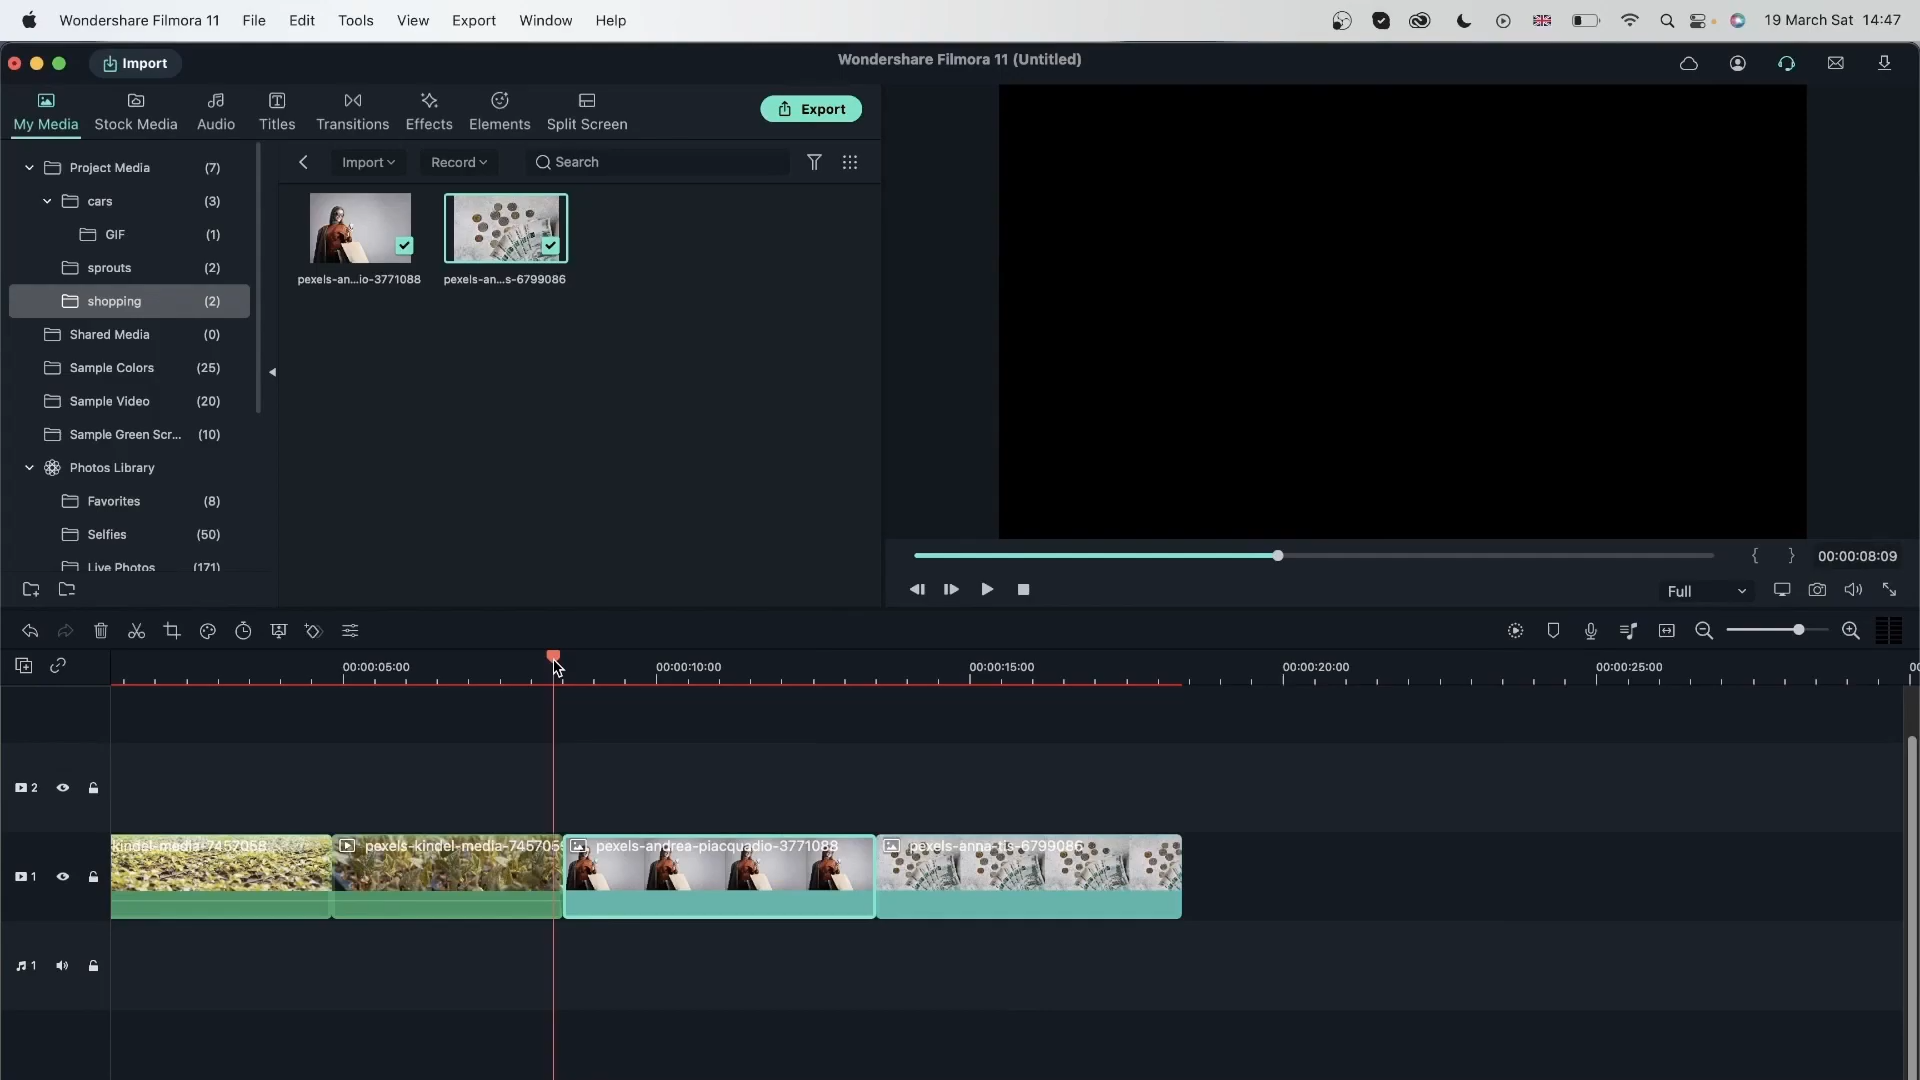 Wondershare Filmora 11 File Edit Tools View Export Window Help 19 March Sat 14:47
Import
Wondershare Filmora 11 (Untitled)
My Media Stock Media Audio Titles Transitions Effects Elements Split Screen
Export
Import Record Search
Project Media (7)
cars (3)
GIF (1)
sprouts (2)
shopping (2)
Shared Media (0)
Sample Colors (25)
Sample Video (20)
Sample Green Scr... (10)
Photos Library
Favorites (8)
Selfies (50)
Live Photos (171)
pexels-an...io-3771088
pexels-an...s-6799086
{ } 00:00:08:09
Full
00:00:05:00 00:00:10:00 00:00:15:00 00:00:20:00 00:00:25:00 00
2
1
kindel-media-7457058...
pexels-kindel-media-745705
pexels-andrea-piacquadio-3771088
pexels-anna-tis-6799086
1